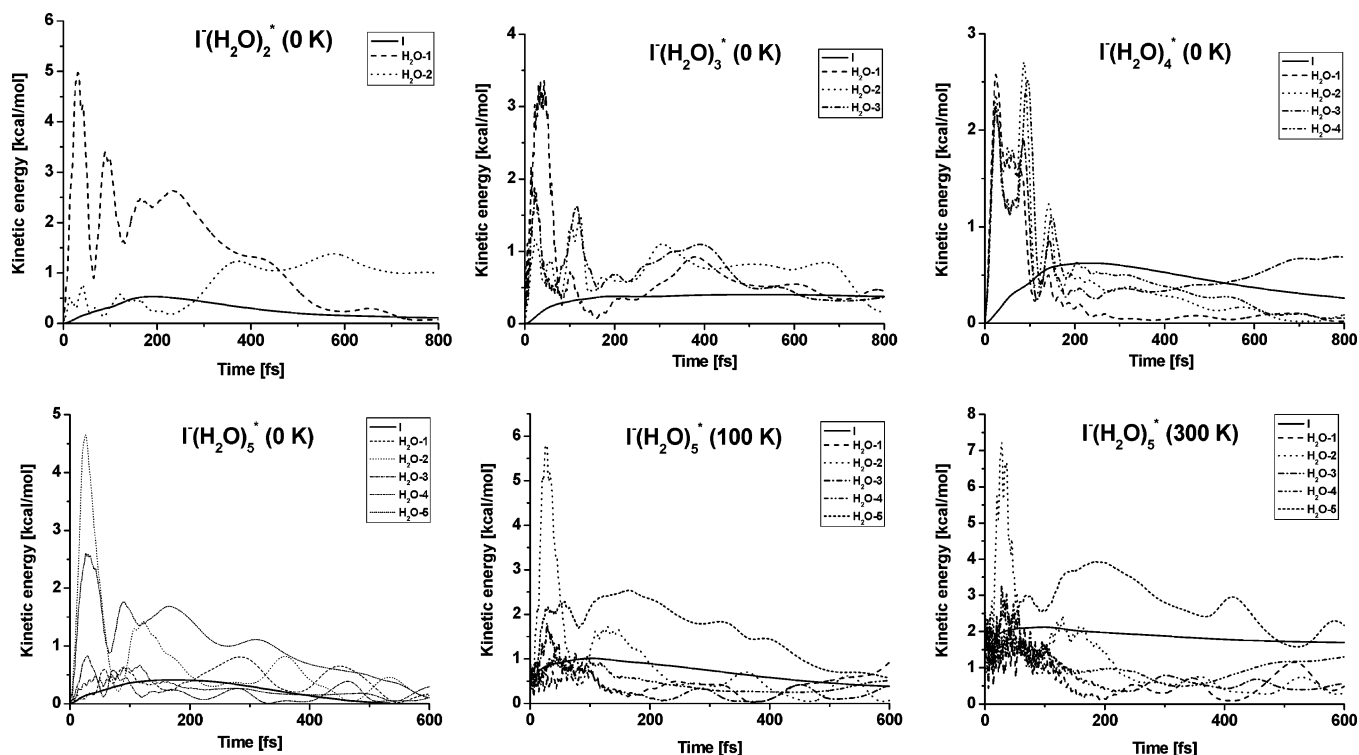 I⁻(H₂O)₂* (0 K)
I
H₂O-1
H₂O-2
Kinetic energy [kcal/mol]
6
5
4
3
2
1
0
0 200 400 600 800
Time [fs]
I⁻(H₂O)₃* (0 K)
I
H₂O-1
H₂O-2
H₂O-3
Kinetic energy [kcal/mol]
4
3
2
1
0
0 200 400 600 800
Time [fs]
I⁻(H₂O)₄* (0 K)
I
H₂O-1
H₂O-2
H₂O-3
H₂O-4
Kinetic energy [kcal/mol]
3
2
1
0
0 200 400 600 800
Time [fs]
I⁻(H₂O)₅* (0 K)
I
H₂O-1
H₂O-2
H₂O-3
H₂O-4
H₂O-5
Kinetic energy [kcal/mol]
5
4
3
2
1
0
0 200 400 600
Time [fs]
I⁻(H₂O)₅* (100 K)
I
H₂O-1
H₂O-2
H₂O-3
H₂O-4
H₂O-5
Kinetic energy [kcal/mol]
6
5
4
3
2
1
0
0 200 400 600
Time [fs]
I⁻(H₂O)₅* (300 K)
I
H₂O-1
H₂O-2
H₂O-3
H₂O-4
H₂O-5
Kinetic energy [kcal/mol]
8
7
6
5
4
3
2
1
0
0 200 400 600
Time [fs]